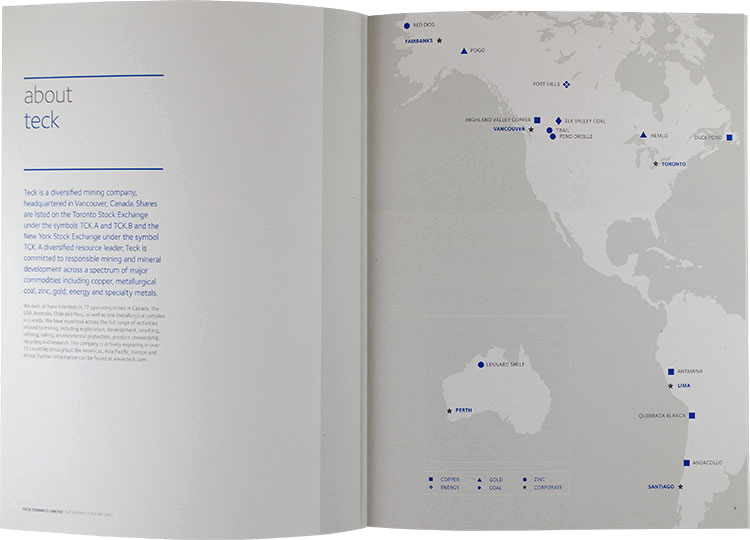 about
teck
Teck is a diversified mining company,
headquartered in Vancouver, Canada. Shares
are listed on the Toronto Stock Exchange
under the symbols TCK.A and TCK.B and the
New York Stock Exchange under the symbol
TCK. A diversified resource leader, Teck is
committed to responsible mining and mineral
development across a spectrum of major
commodities including copper, metallurgical
coal, zinc, gold, energy and specialty metals.
We own, or have interests in, 17 operating mines in Canada, the
USA, Australia, Chile and Peru, as well as one metallurgical complex
in Canada. We have expertise across the full range of activities
related to mining, including exploration, development, smelting,
refining, safety, environmental protection, product stewardship,
recycling and research. The company is actively exploring in over
countries throughout the Americas, Asia Pacific, Europe and
Africa. Further information can be found at www.teck.com.
TECK COMINCO LIMITED SUSTAINABILITY REPORT
RED DOG
FAIRBANKS
POGO
FORT HILLS
HIGHLAND VALLEY COPPER
ELK VALLEY COAL
VANCOUVER
TRAIL
PEND OREILLE
HEMLO
DUCK POND
TORONTO
LENNARD SHELF
PERTH
ANTAMINA
LIMA
QUEBRADA BLANCA
ANDACOLLO
SANTIAGO
COPPER GOLD ZINC
ENERGY COAL CORPORATE